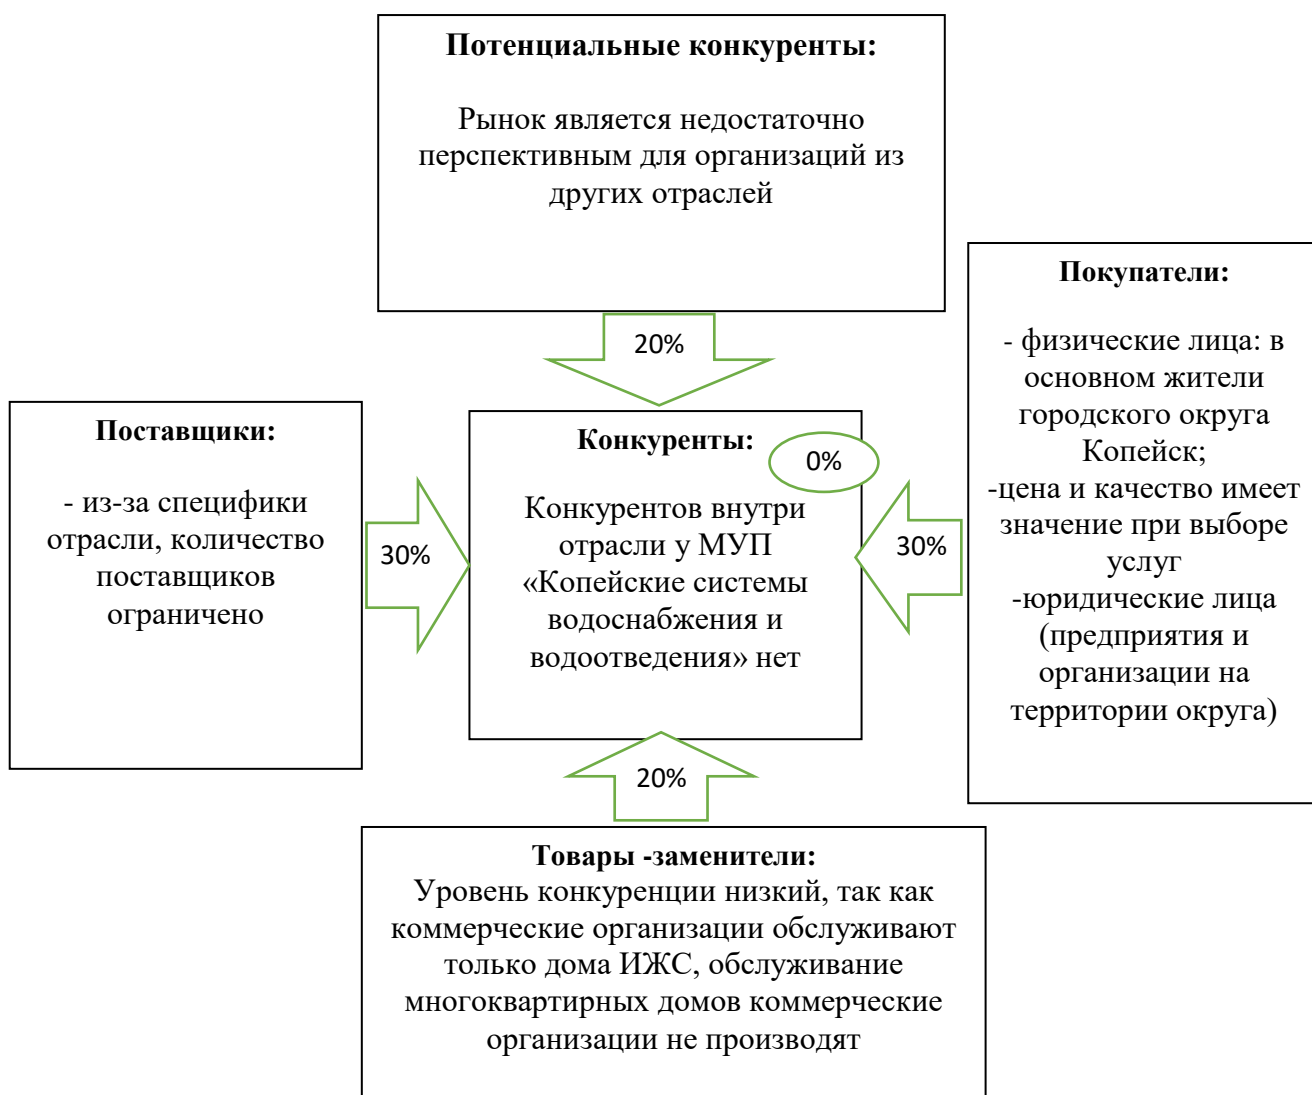 Потенциальные конкуренты:
Рынок является недостаточно
перспективным для организаций из
других отраслей
20%
Поставщики:
- из-за специфики
отрасли, количество
поставщиков
ограничено
30%
Конкуренты:
0%
Конкурентов внутри
отрасли у МУП
«Копейские системы
водоснабжения и
водоотведения» нет
30%
Покупатели:
- физические лица: в
основном жители
городского округа
Копейск;
-цена и качество имеет
значение при выборе
услуг
-юридические лица
(предприятия и
организации на
территории округа)
20%
Товары -заменители:
Уровень конкуренции низкий, так как
коммерческие организации обслуживают
только дома ИЖС, обслуживание
многоквартирных домов коммерческие
организации не производят